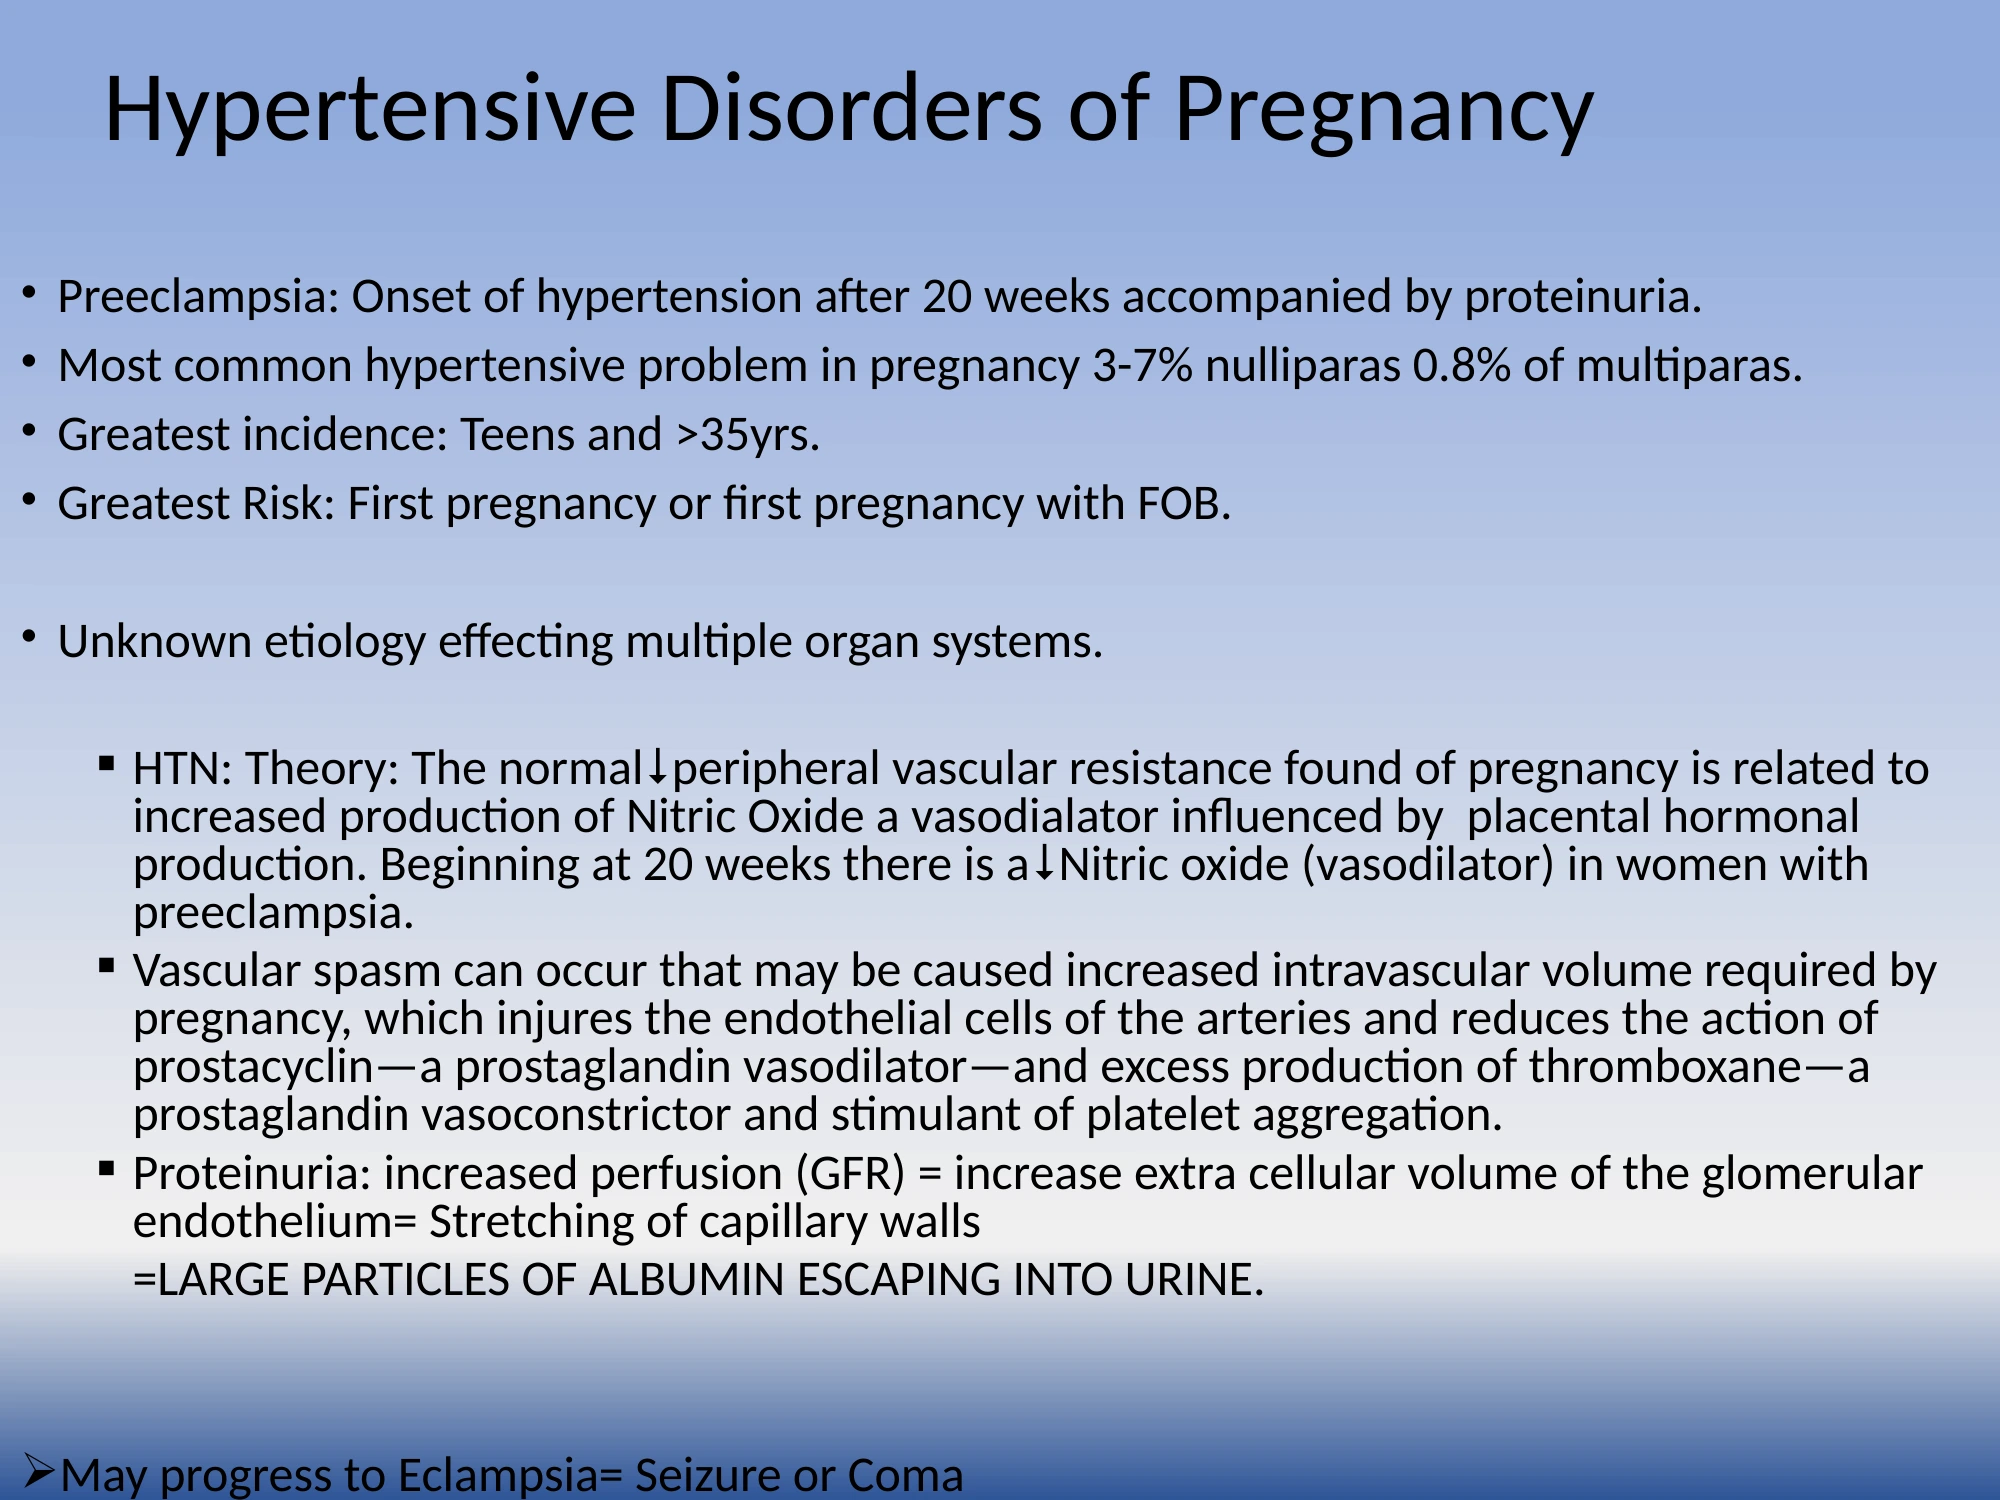 Hypertensive Disorders of Pregnancy
• Preeclampsia: Onset of hypertension after 20 weeks accompanied by proteinuria.
• Most common hypertensive problem in pregnancy 3-7% nulliparas 0.8% of multiparas.
• Greatest incidence: Teens and >35yrs.
• Greatest Risk: First pregnancy or first pregnancy with FOB.
• Unknown etiology effecting multiple organ systems.
▪ HTN: Theory: The normal↓peripheral vascular resistance found of pregnancy is related to
increased production of Nitric Oxide a vasodialator influenced by  placental hormonal
production. Beginning at 20 weeks there is a↓Nitric oxide (vasodilator) in women with
preeclampsia.
▪ Vascular spasm can occur that may be caused increased intravascular volume required by
pregnancy, which injures the endothelial cells of the arteries and reduces the action of
prostacyclin—a prostaglandin vasodilator—and excess production of thromboxane—a
prostaglandin vasoconstrictor and stimulant of platelet aggregation.
▪ Proteinuria: increased perfusion (GFR) = increase extra cellular volume of the glomerular
endothelium= Stretching of capillary walls
=LARGE PARTICLES OF ALBUMIN ESCAPING INTO URINE.
➢May progress to Eclampsia= Seizure or Coma